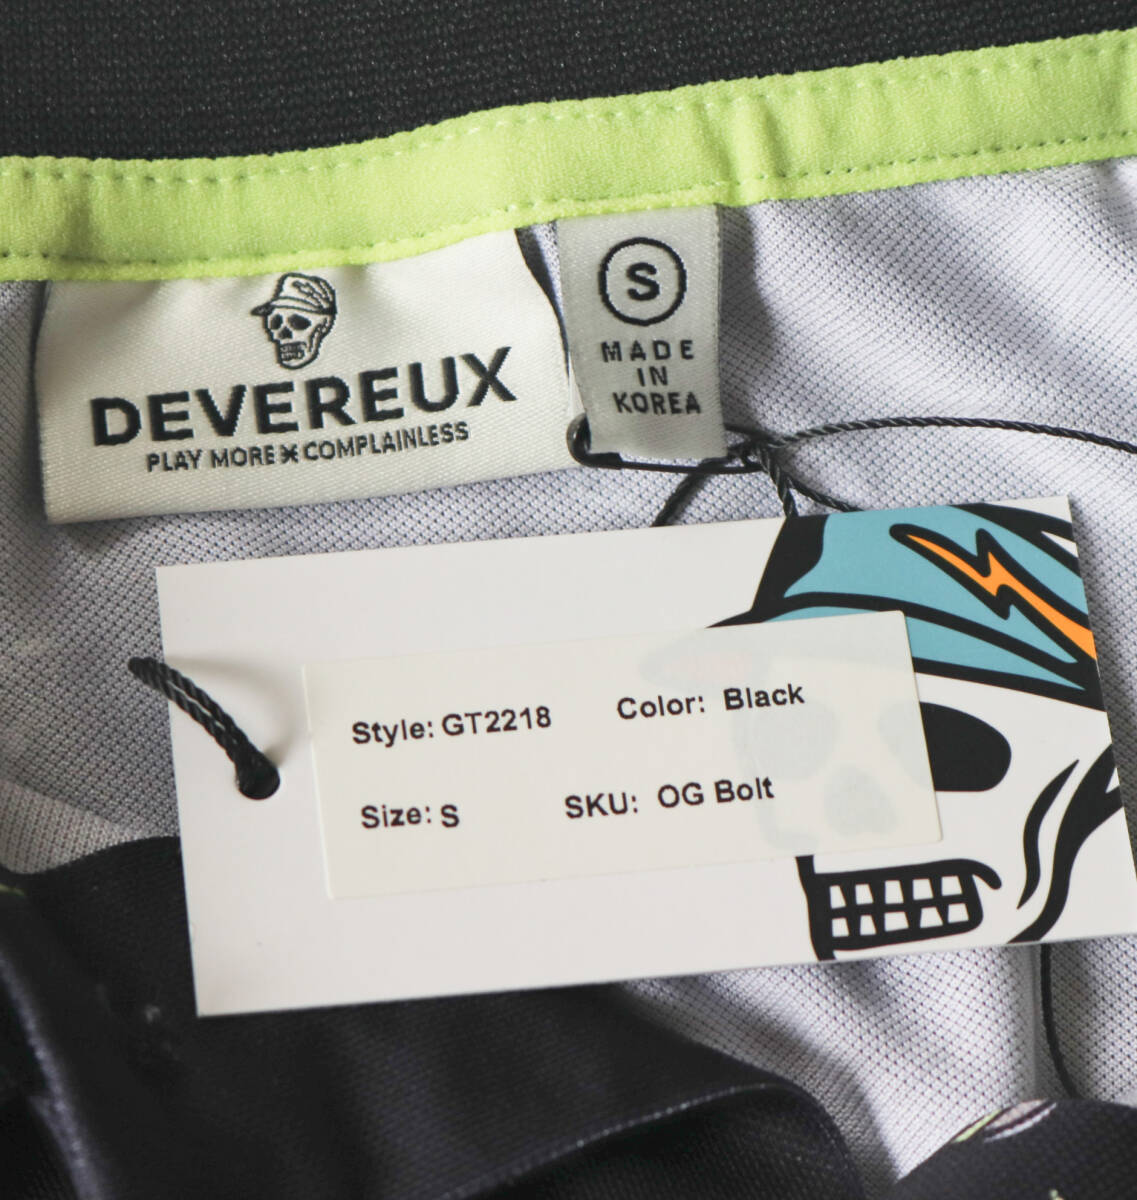 DEVEREUX
PLAY MORE COMPLAINLESS
S
MADE
IN
KOREA
Style: GT2218 Color: Black
Size: S SKU: OG Bolt